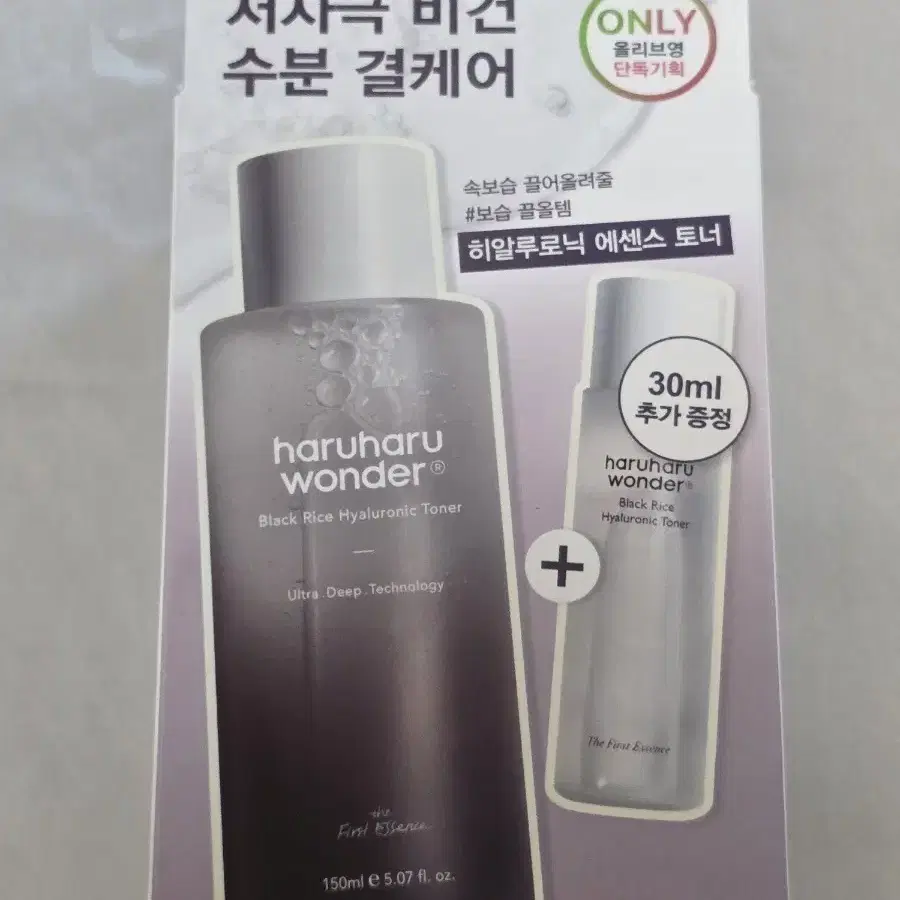 저자극 비건
수분 결케어
ONLY
올리브영
단독기획
속보습 끌어올려줄
#보습 끌올템
히알루로닉 에센스 토너
30ml
추가 증정
haruharu
wonder®
Black Rice Hyaluronic Toner
Ultra . Deep . Technology
the
First Essence
150ml e 5.07 fl. oz.
+
haruharu
wonder®
Black Rice
Hyaluronic Toner
The First Essence